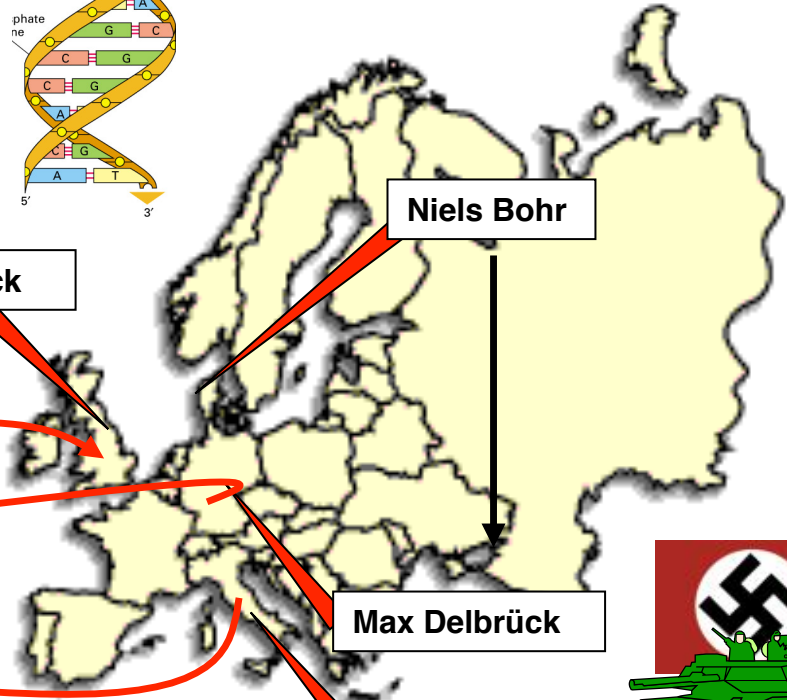 A
phate
ne
G C
C G
C G
A
C G
A T
5'
3'
Niels Bohr
ck
Max Delbrück